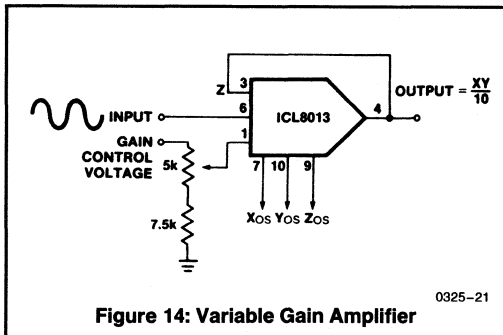 Z
3
6
1
ICL8013
4
OUTPUT = XY/10
INPUT
GAIN
CONTROL
VOLTAGE
5k
7.5k
7 10 9
XOS YOS ZOS
0325–21
Figure 14: Variable Gain Amplifier